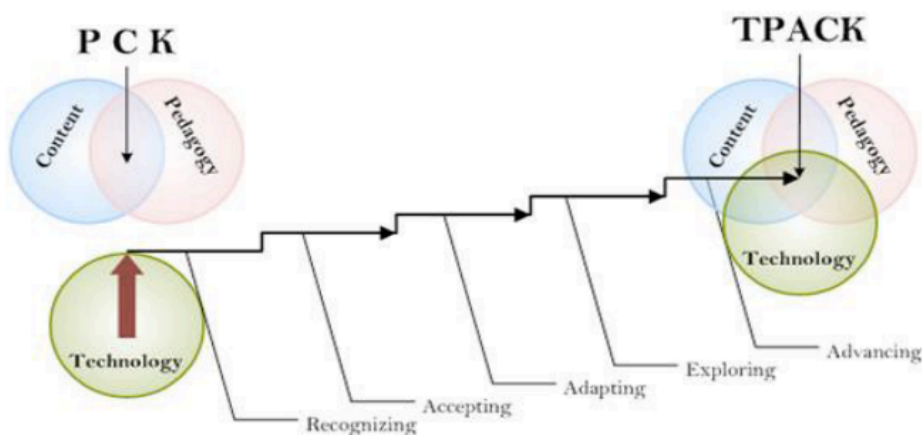 P C K
TPACK
Content
Pedagogy
Content
Pedagogy
Technology
Technology
Recognizing
Accepting
Adapting
Exploring
Advancing